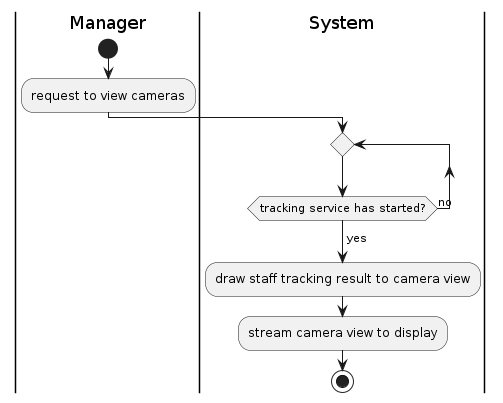 Manager
System
request to view cameras
tracking service has started?
no
yes
draw staff tracking result to camera view
stream camera view to display